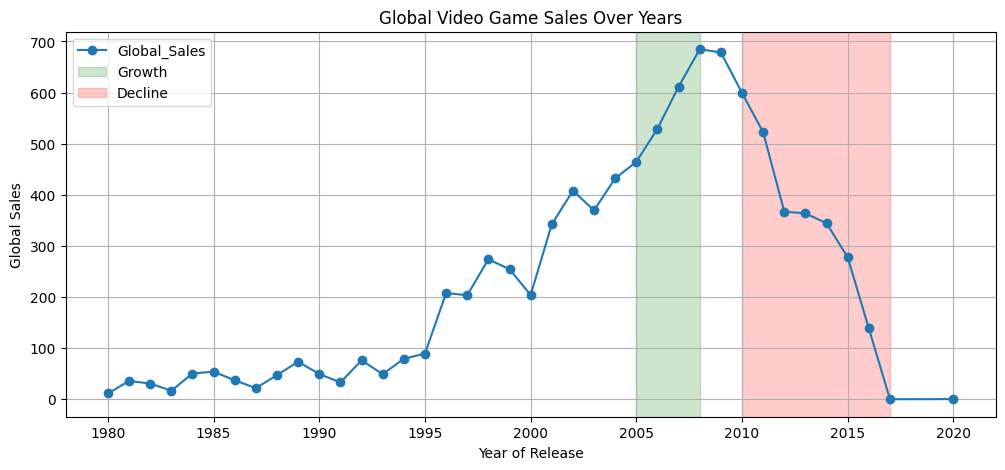 Global Video Game Sales Over Years
Global_Sales
Growth
Decline
Global Sales
700
600
500
400
300
200
100
0
1980 1985 1990 1995 2000 2005 2010 2015 2020
Year of Release